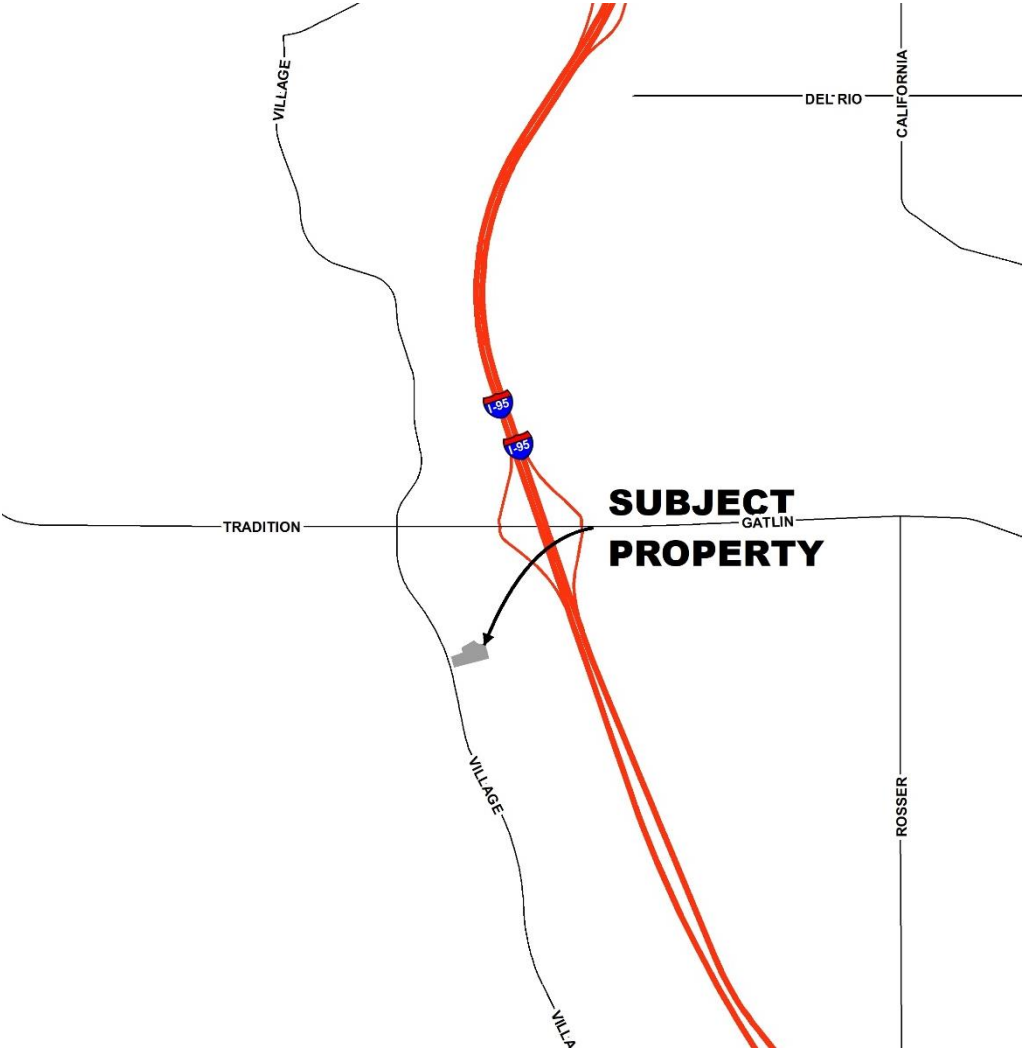 VILLAGE
CALIFORNIA
DEL RIO
I-95
I-95
SUBJECT
PROPERTY
TRADITION
GATLIN
VILLAGE
ROSSER
VILLA